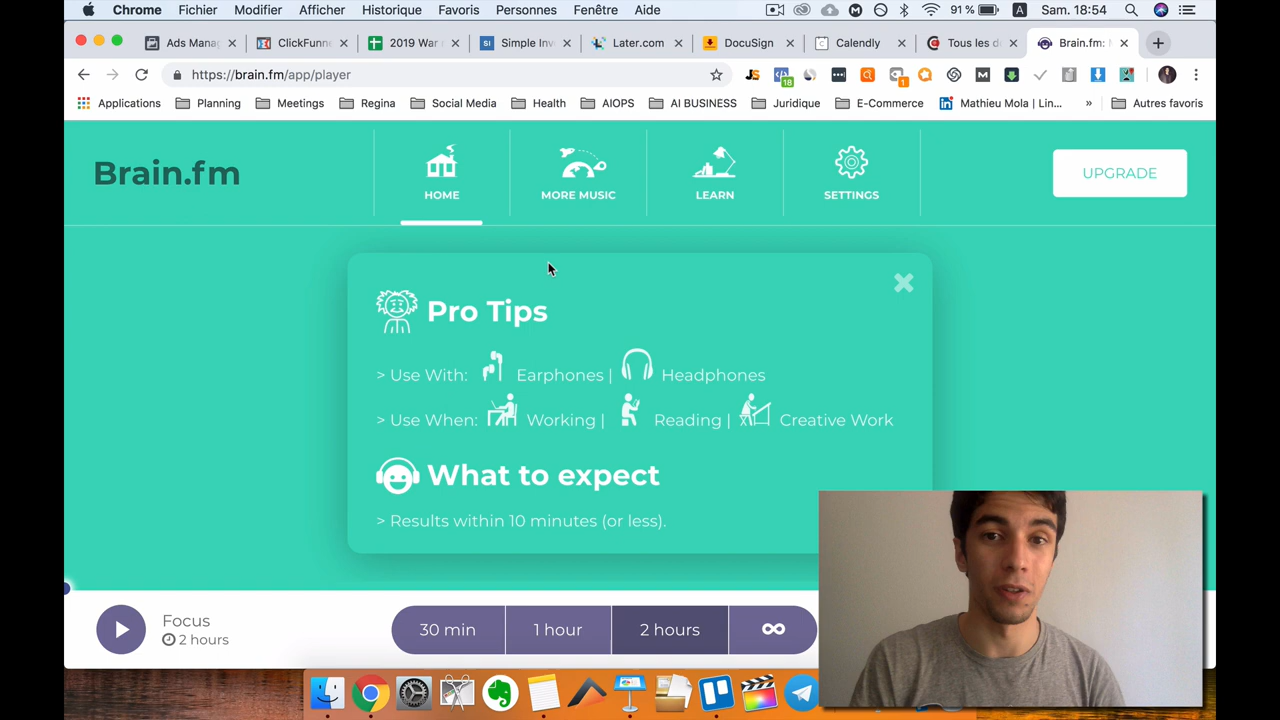 Chrome Fichier Modifier Afficher Historique Favoris Personnes Fenêtre Aide 91 % A Sam. 18:54
Ads Mana ClickFunne 2019 War Simple Inv Later.com DocuSign Calendly Tous les d Brain.fm: M
https://brain.fm/app/player
Applications Planning Meetings Regina Social Media Health AIOPS AI BUSINESS Juridique E-Commerce Mathieu Mola | Lin... » Autres favoris
Brain.fm HOME MORE MUSIC LEARN SETTINGS UPGRADE
Pro Tips
> Use With: Earphones | Headphones
> Use When: Working | Reading | Creative Work
What to expect
> Results within 10 minutes (or less).
Focus
2 hours
30 min 1 hour 2 hours ∞